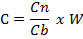 C = Cn/Cb x W